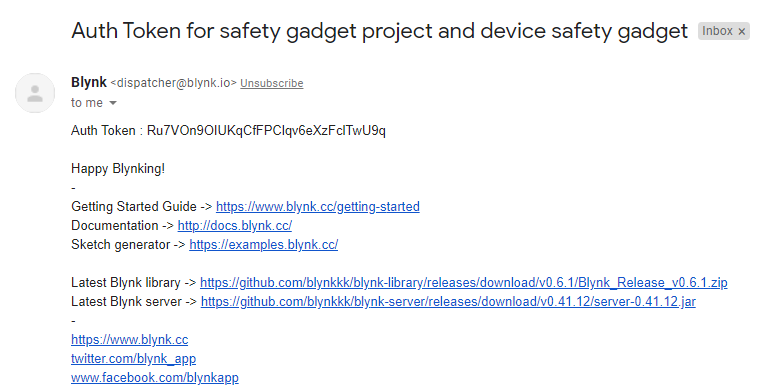 Auth Token for safety gadget project and device safety gadget Inbox ×
Blynk <dispatcher@blynk.io> Unsubscribe
to me
Auth Token : Ru7VOn9OIUKqCfFPCIqv6eXzFclTwU9q
Happy Blynking!
-
Getting Started Guide -> https://www.blynk.cc/getting-started
Documentation -> http://docs.blynk.cc/
Sketch generator -> https://examples.blynk.cc/
Latest Blynk library -> https://github.com/blynkkk/blynk-library/releases/download/v0.6.1/Blynk_Release_v0.6.1.zip
Latest Blynk server -> https://github.com/blynkkk/blynk-server/releases/download/v0.41.12/server-0.41.12.jar
-
https://www.blynk.cc
twitter.com/blynk_app
www.facebook.com/blynkapp